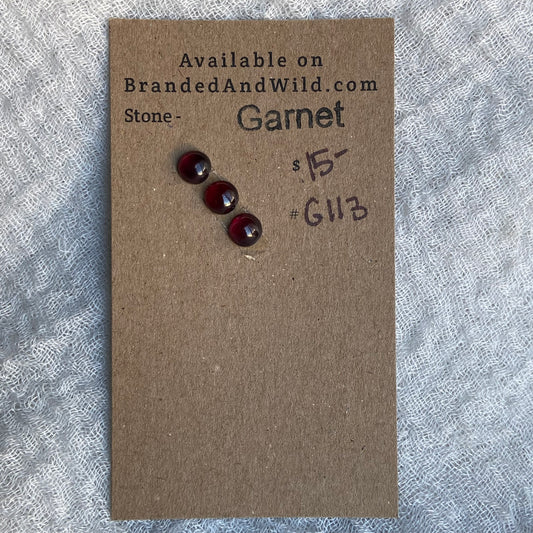 Available on
BrandedAndWild.com
Stone - Garnet
$ 15-
# G113